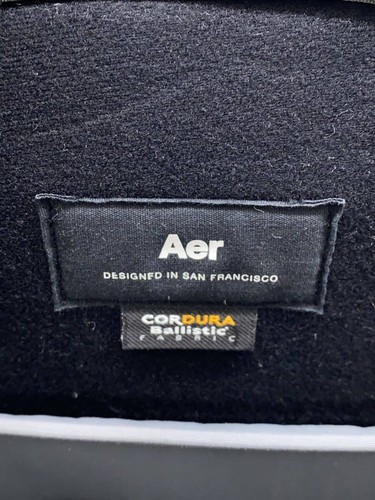 Aer
DESIGNED IN SAN FRANCISCO
CORDURA
Ballistic
FABRIC